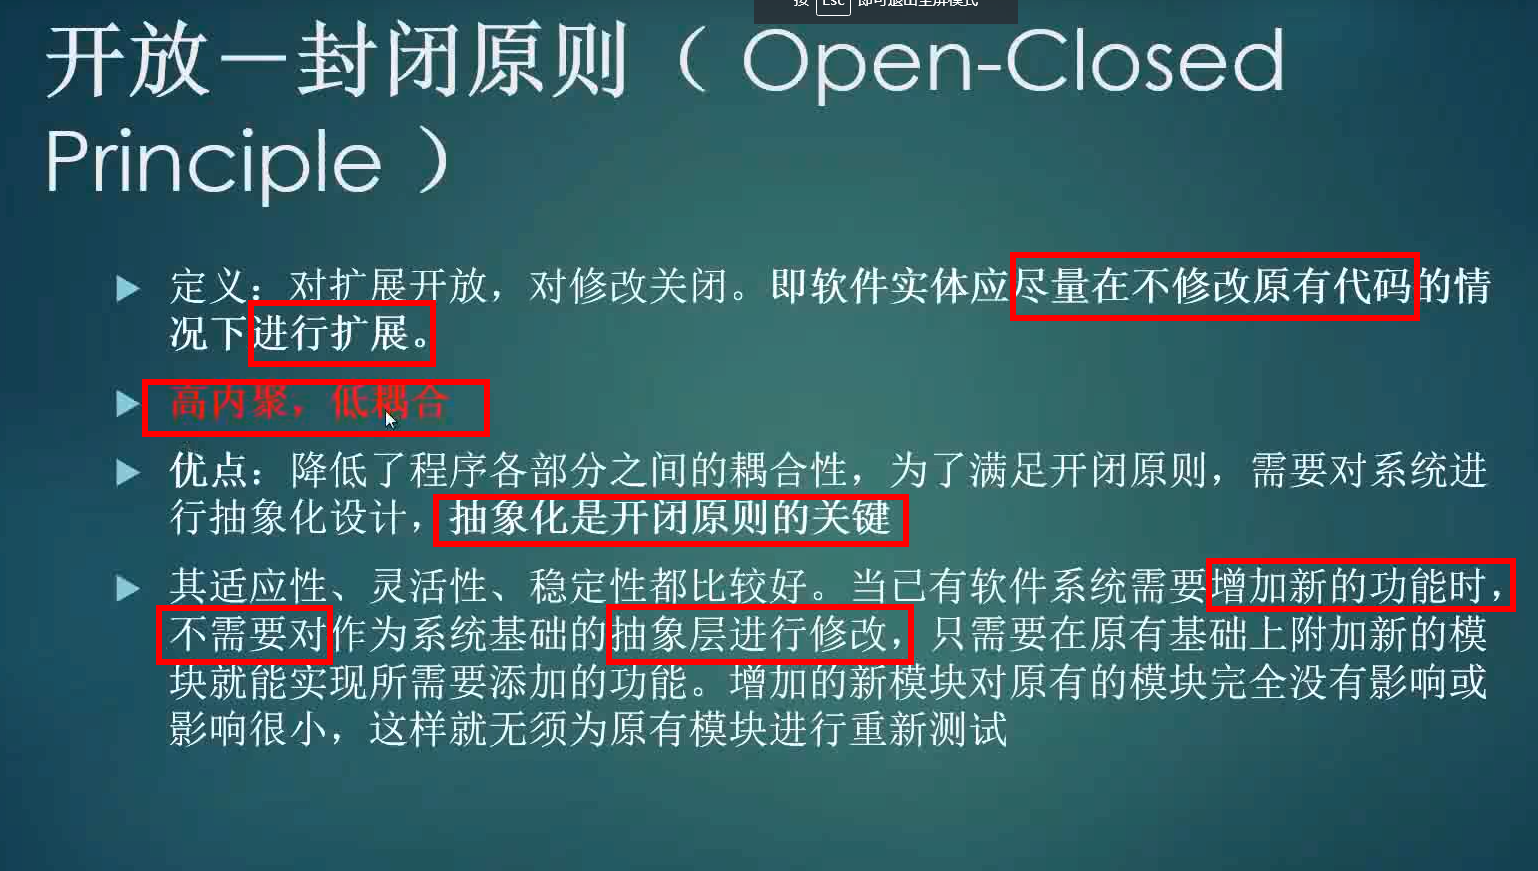 按 Esc 即可退出全屏模式
开放－封闭原则（ Open-Closed
Principle ）
定义：对扩展开放，对修改关闭。即软件实体应尽量在不修改原有代码的情
况下进行扩展。
高内聚，低耦合
优点：降低了程序各部分之间的耦合性，为了满足开闭原则，需要对系统进
行抽象化设计，抽象化是开闭原则的关键
其适应性、灵活性、稳定性都比较好。当已有软件系统需要增加新的功能时，
不需要对作为系统基础的抽象层进行修改，只需要在原有基础上附加新的模
块就能实现所需要添加的功能。增加的新模块对原有的模块完全没有影响或
影响很小，这样就无须为原有模块进行重新测试